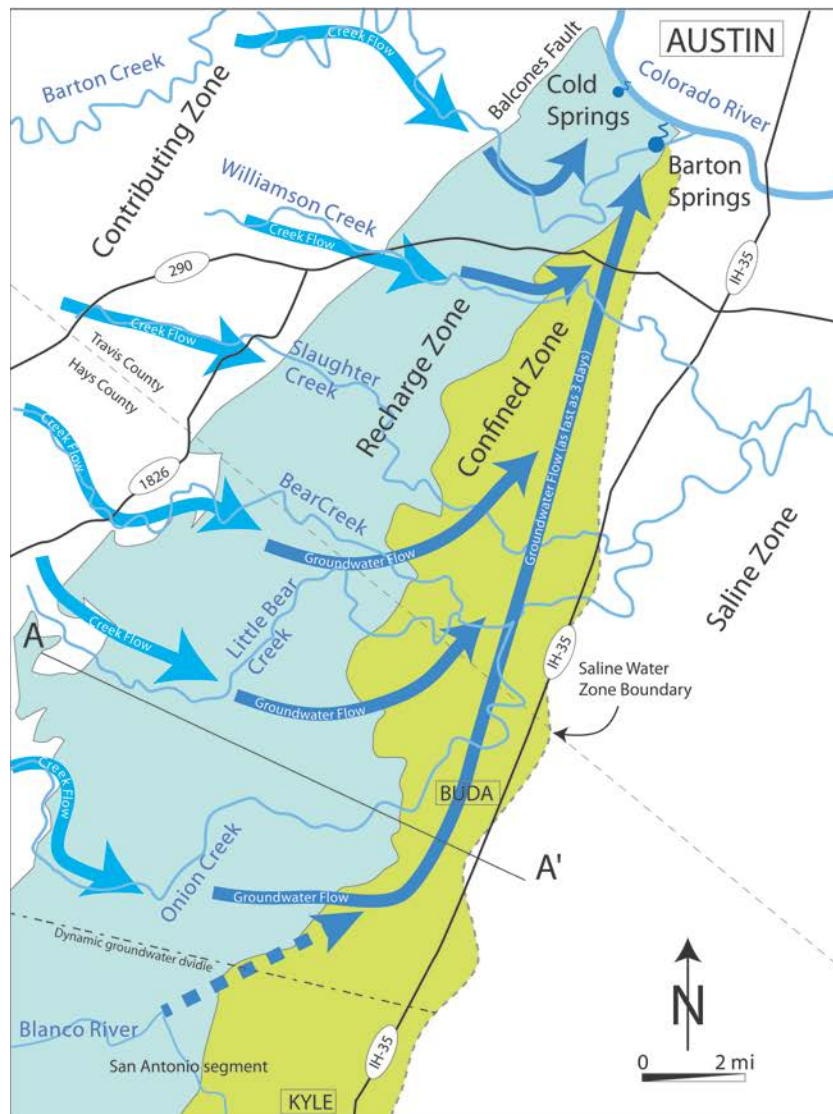 AUSTIN
Creek Flow
Barton Creek
Balcones Fault
Cold
Springs
Colorado River
Contributing Zone
Barton
Springs
Williamson Creek
Creek Flow
290
IH-35
Creek Flow
Travis County
Hays County
Slaughter
Creek
Recharge Zone
Confined Zone
Groundwater Flow (as fast as 3 days)
Creek Flow
1826
BearCreek
Saline Zone
Groundwater Flow
Little Bear
Creek
Creek Flow
A
IH-35
Saline Water
Zone Boundary
Groundwater Flow
Creek Flow
BUDA
A'
Onion Creek
Groundwater Flow
Dynamic groundwater dvidie
Blanco River
San Antonio segment
IH-35
KYLE
N
0 2 mi